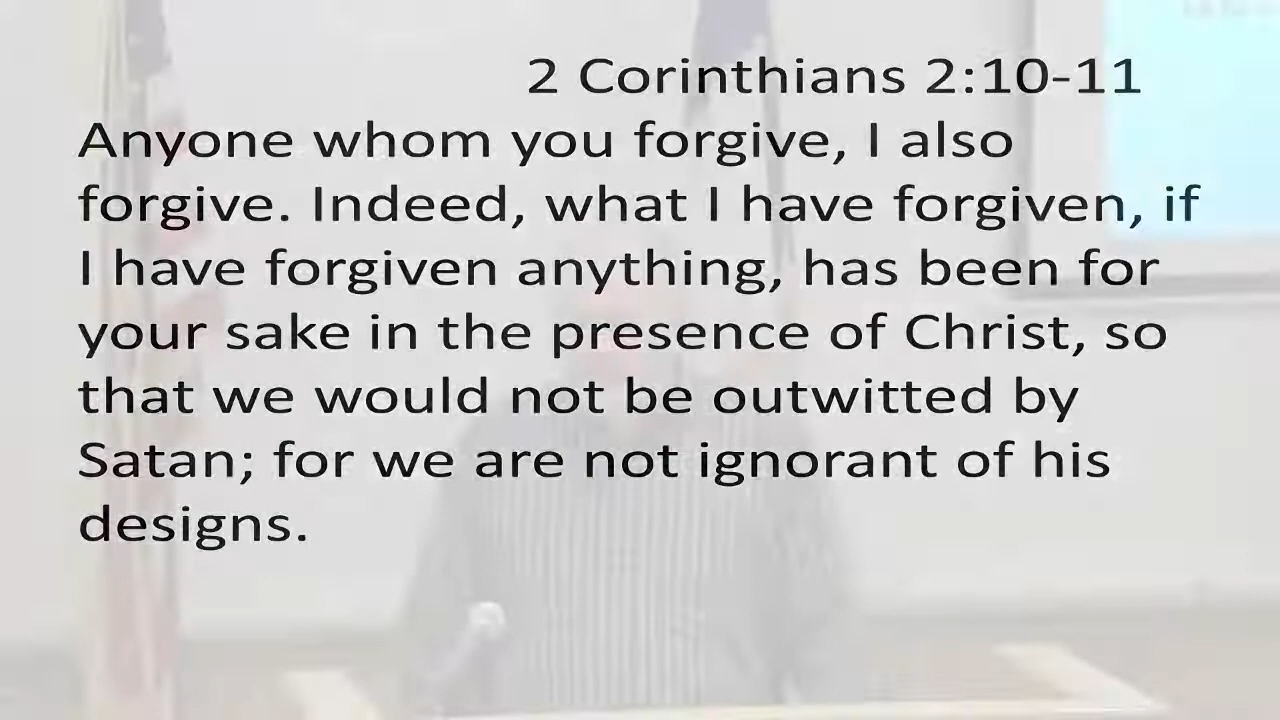 2 Corinthians 2:10-11
Anyone whom you forgive, I also
forgive. Indeed, what I have forgiven, if
I have forgiven anything, has been for
your sake in the presence of Christ, so
that we would not be outwitted by
Satan; for we are not ignorant of his
designs.